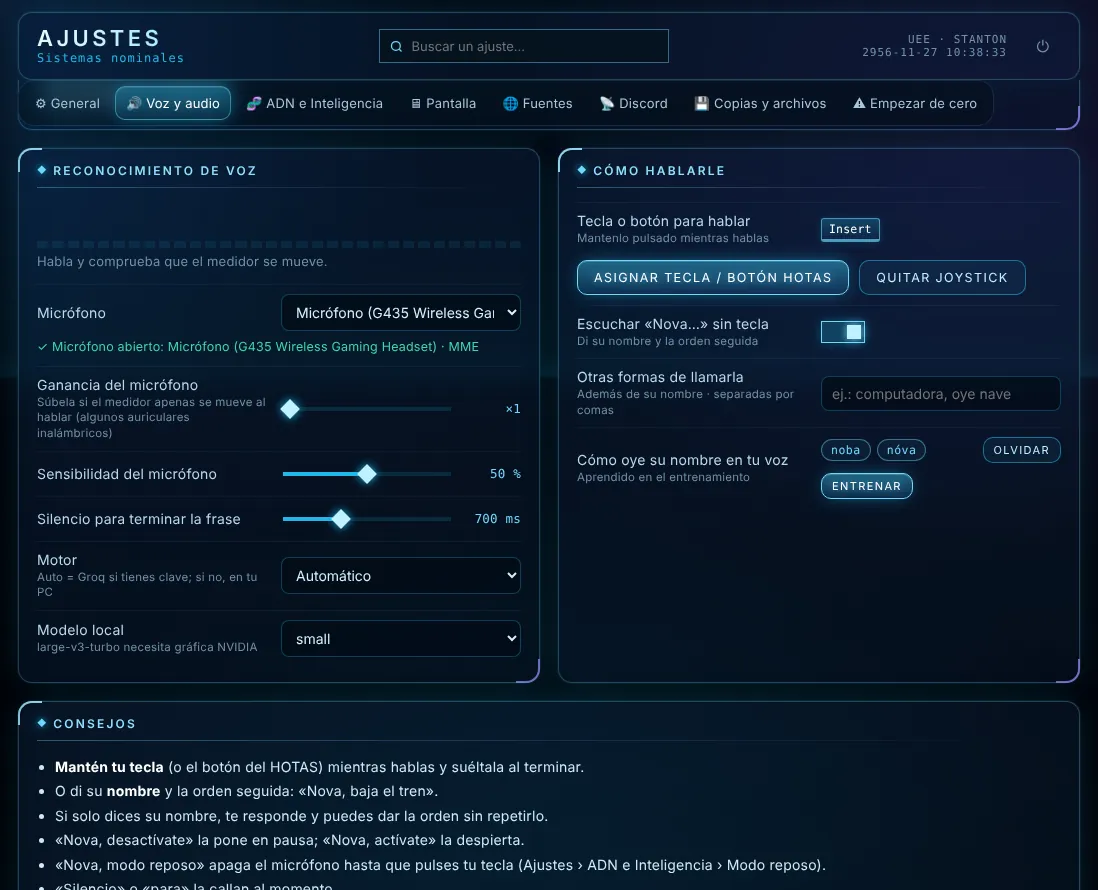 AJUSTES
Sistemas nominales
Buscar un ajuste...
UEE · STANTON
2956-11-27 10:38:33
General
Voz y audio
ADN e Inteligencia
Pantalla
Fuentes
Discord
Copias y archivos
Empezar de cero
RECONOCIMIENTO DE VOZ
Habla y comprueba que el medidor se mueve.
Micrófono
Micrófono (G435 Wireless Gar
✓ Micrófono abierto: Micrófono (G435 Wireless Gaming Headset) · MME
Ganancia del micrófono
Súbela si el medidor apenas se mueve al
hablar (algunos auriculares
inalámbricos)
×1
Sensibilidad del micrófono
50 %
Silencio para terminar la frase
700 ms
Motor
Auto = Groq si tienes clave; si no, en tu
PC
Automático
Modelo local
large-v3-turbo necesita gráfica NVIDIA
small
CÓMO HABLARLE
Tecla o botón para hablar
Mantenlo pulsado mientras hablas
Insert
ASIGNAR TECLA / BOTÓN HOTAS
QUITAR JOYSTICK
Escuchar «Nova...» sin tecla
Di su nombre y la orden seguida
Otras formas de llamarla
Además de su nombre · separadas por
comas
ej.: computadora, oye nave
Cómo oye su nombre en tu voz
Aprendido en el entrenamiento
noba
nóva
OLVIDAR
ENTRENAR
CONSEJOS
• Mantén tu tecla (o el botón del HOTAS) mientras hablas y suéltala al terminar.
• O di su nombre y la orden seguida: «Nova, baja el tren».
• Si solo dices su nombre, te responde y puedes dar la orden sin repetirlo.
• «Nova, desactívate» la pone en pausa; «Nova, actívate» la despierta.
• «Nova, modo reposo» apaga el micrófono hasta que pulses tu tecla (Ajustes › ADN e Inteligencia › Modo reposo).
• «Silencio» o «para» la callan al momento.